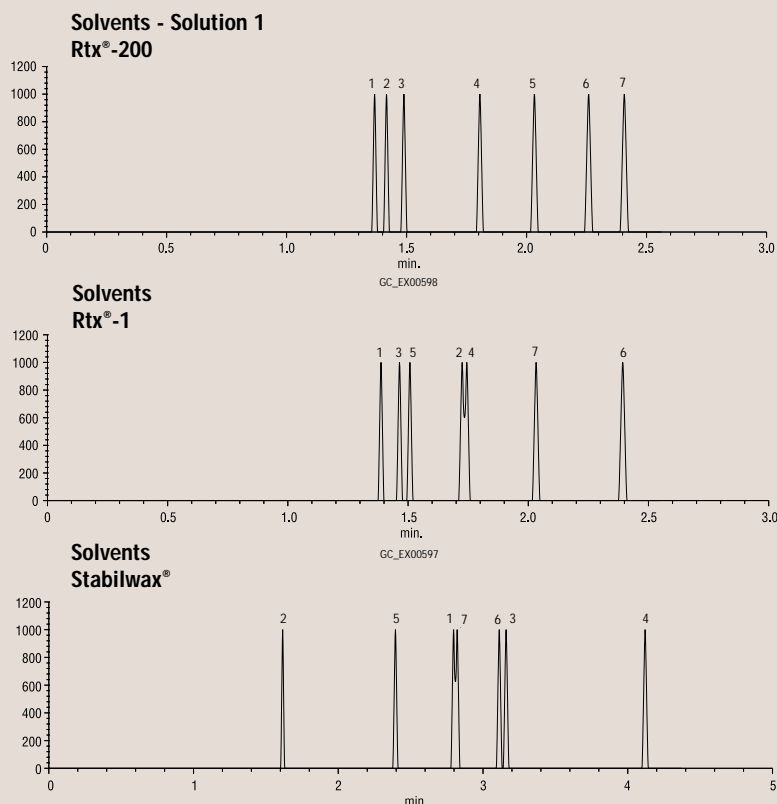 Solvents - Solution 1
Rtx®-200
1200
1000
800
600
400
200
0
1 2 3 4 5 6 7
0 0.5 1.0 1.5 2.0 2.5 3.0
min.
GC_EX00598
Solvents
Rtx®-1
1200
1000
800
600
400
200
0
1 3 5 2 4 7 6
0 0.5 1.0 1.5 2.0 2.5 3.0
min.
GC_EX00597
Solvents
Stabilwax®
1200
1000
800
600
400
200
0
2 5 1 7 6 3 4
0 1 2 3 4 5
min